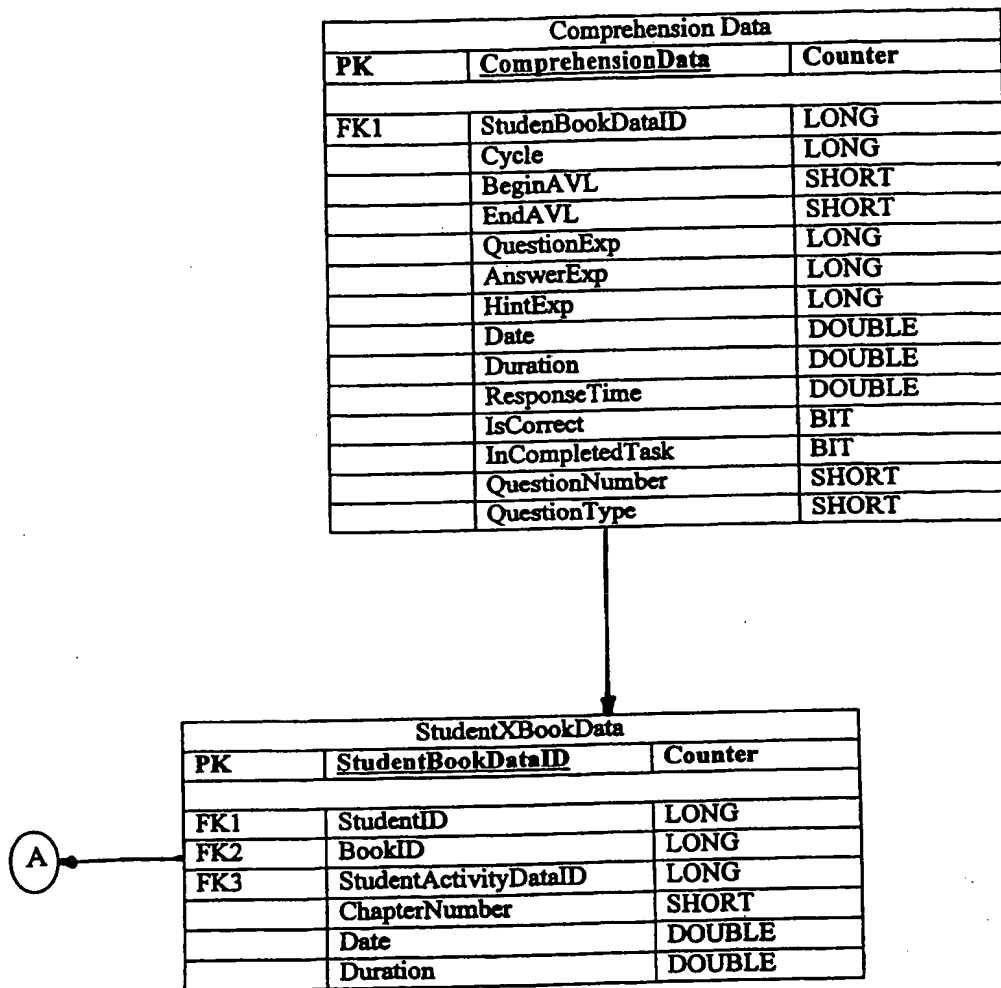 Comprehension Data
PK ComprehensionData Counter
FK1 StudenBookDataID LONG
Cycle LONG
BeginAVL SHORT
EndAVL SHORT
QuestionExp LONG
AnswerExp LONG
HintExp LONG
Date DOUBLE
Duration DOUBLE
ResponseTime DOUBLE
IsCorrect BIT
InCompletedTask BIT
QuestionNumber SHORT
QuestionType SHORT
StudentXBookData
PK StudentBookDataID Counter
FK1 StudentID LONG
A FK2 BookID LONG
FK3 StudentActivityDataID LONG
ChapterNumber SHORT
Date DOUBLE
Duration DOUBLE